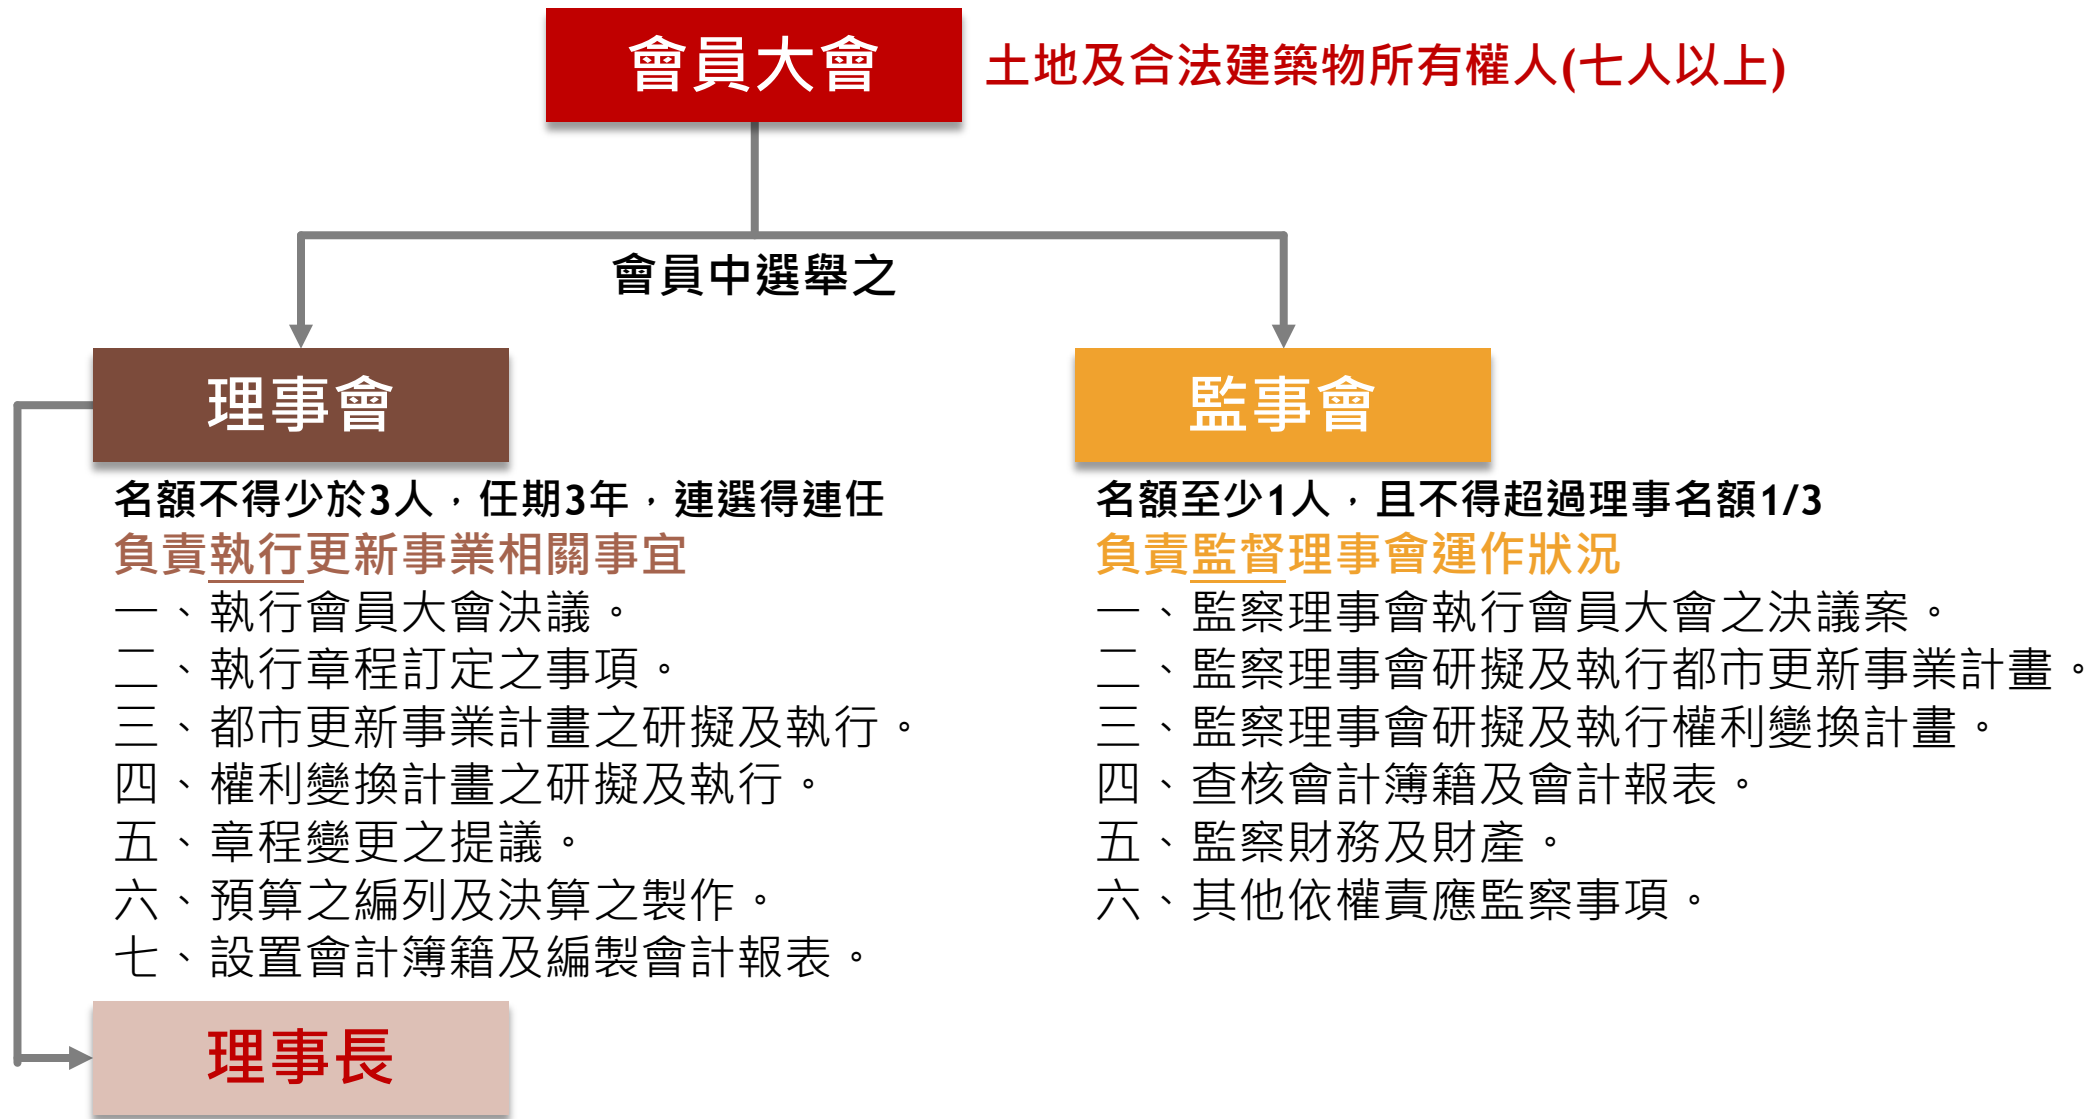 會員大會
土地及合法建築物所有權人(七人以上)
會員中選舉之
理事會
名額不得少於3人，任期3年，連選得連任
負責執行更新事業相關事宜
一、執行會員大會決議。
二、執行章程訂定之事項。
三、都市更新事業計畫之研擬及執行。
四、權利變換計畫之研擬及執行。
五、章程變更之提議。
六、預算之編列及決算之製作。
七、設置會計簿籍及編製會計報表。
理事長
監事會
名額至少1人，且不得超過理事名額1/3
負責監督理事會運作狀況
一、監察理事會執行會員大會之決議案。
二、監察理事會研擬及執行都市更新事業計畫。
三、監察理事會研擬及執行權利變換計畫。
四、查核會計簿籍及會計報表。
五、監察財務及財產。
六、其他依權責應監察事項。